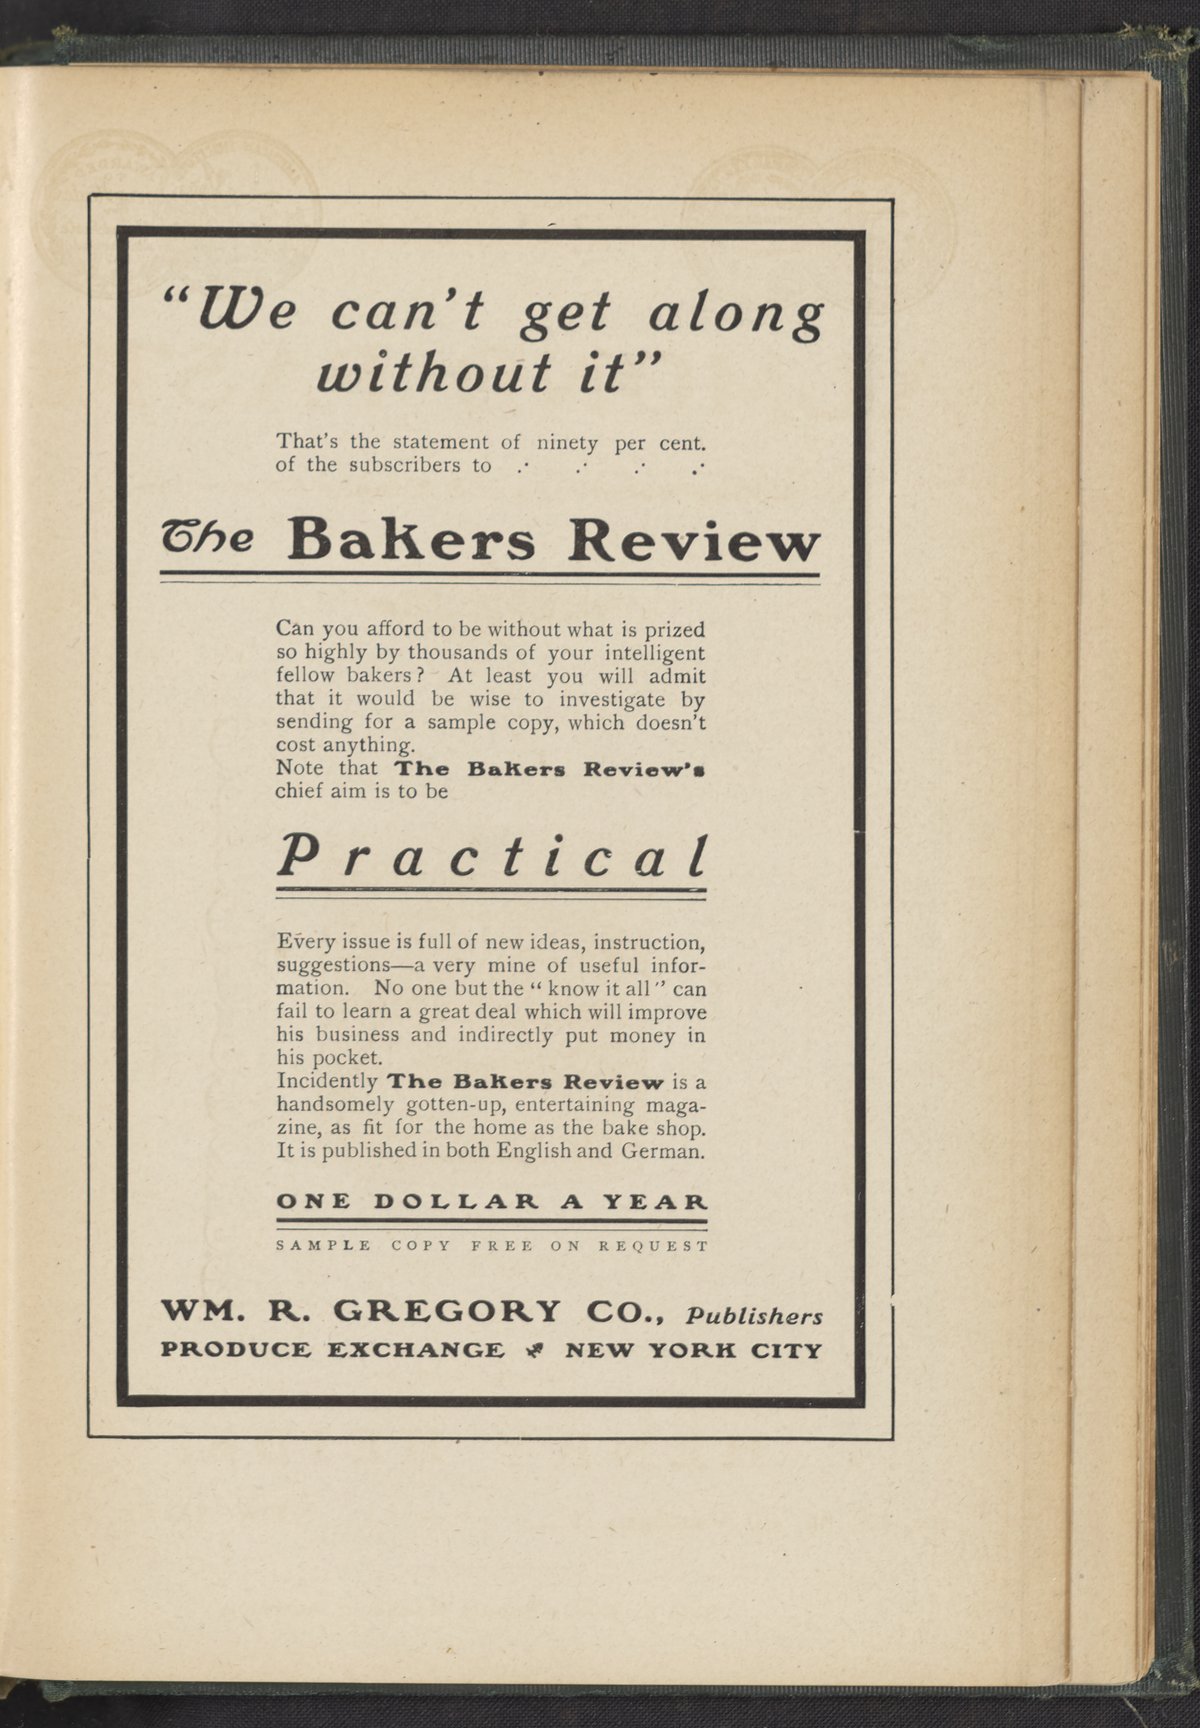 “We can’t get along
without it”
That’s the statement of ninety per cent.
of the subscribers to .· .· .· .·
The Bakers Review
Can you afford to be without what is prized
so highly by thousands of your intelligent
fellow bakers? At least you will admit
that it would be wise to investigate by
sending for a sample copy, which doesn’t
cost anything.
Note that The Bakers Review’s
chief aim is to be
Practical
Every issue is full of new ideas, instruction,
suggestions—a very mine of useful infor-
mation. No one but the “ know it all ” can
fail to learn a great deal which will improve
his business and indirectly put money in
his pocket.
Incidently The Bakers Review is a
handsomely gotten-up, entertaining maga-
zine, as fit for the home as the bake shop.
It is published in both English and German.
ONE DOLLAR A YEAR
SAMPLE COPY FREE ON REQUEST
WM. R. GREGORY CO., Publishers
PRODUCE EXCHANGE NEW YORK CITY